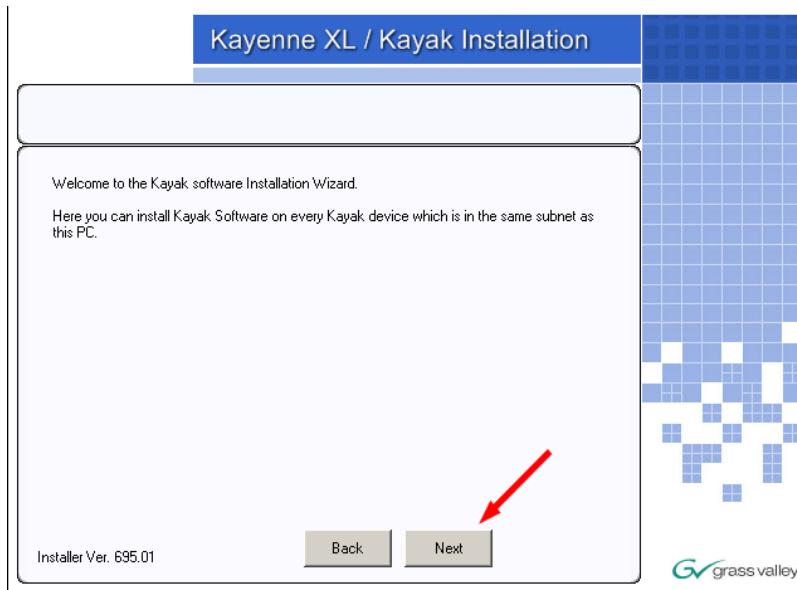 Kayenne XL / Kayak Installation
Welcome to the Kayak software Installation Wizard.
Here you can install Kayak Software on every Kayak device which is in the same subnet as
this PC.
Back
Next
Installer Ver. 695.01
grass valley